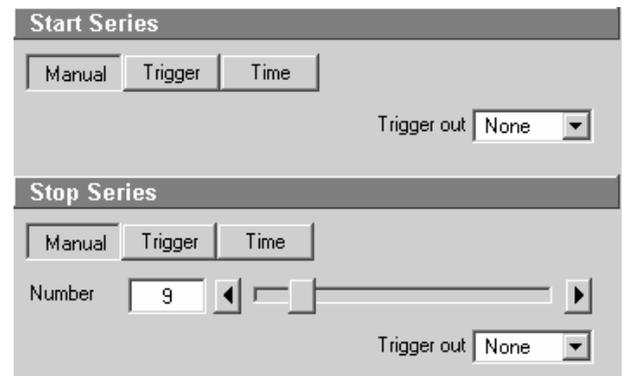 Start Series
Manual Trigger Time
Trigger out None
Stop Series
Manual Trigger Time
Number 9
Trigger out None